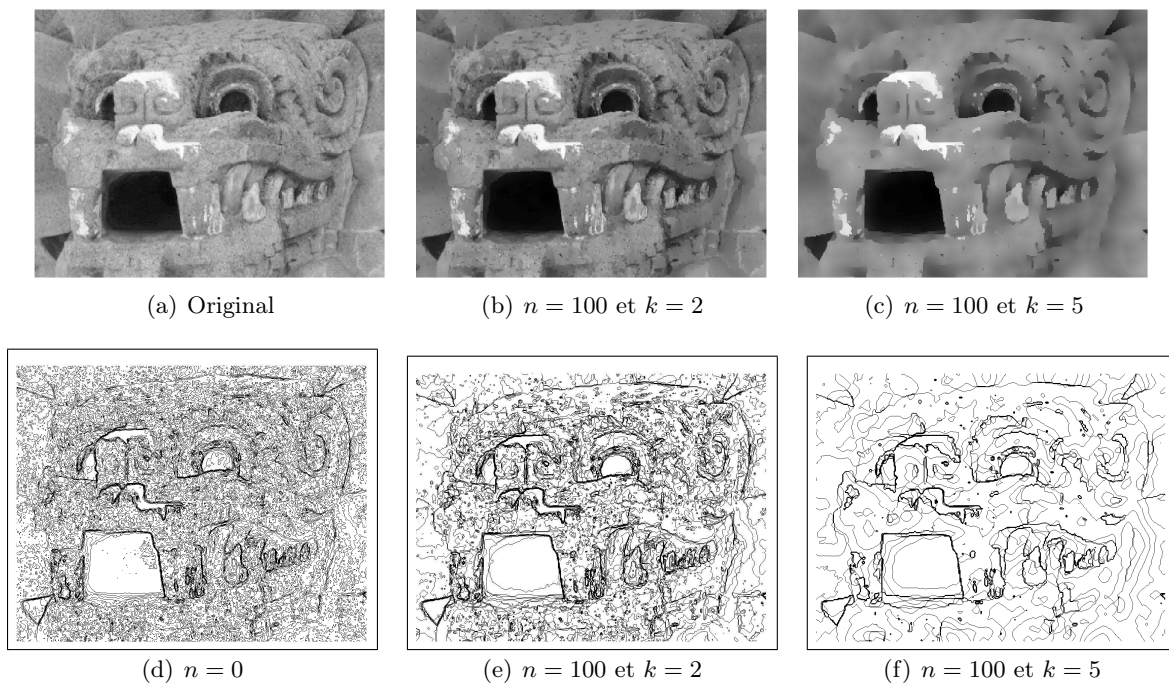 (a) Original
(b) n = 100 et k = 2
(c) n = 100 et k = 5
(d) n = 0
(e) n = 100 et k = 2
(f) n = 100 et k = 5